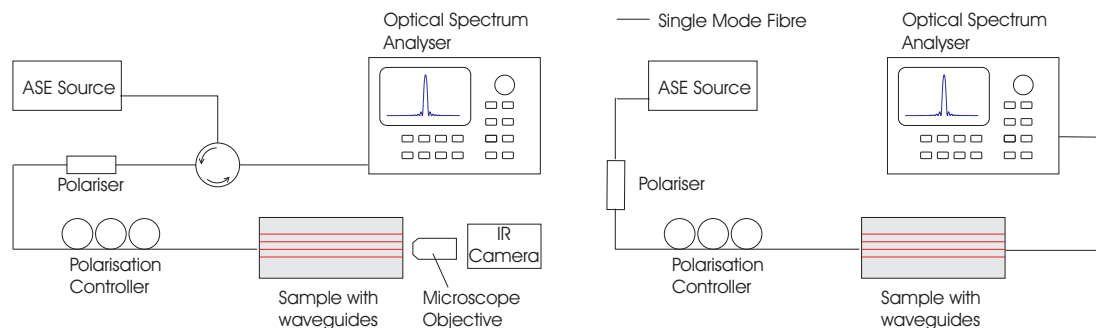 Optical Spectrum
Analyser
ASE Source
Polariser
Polarisation
Controller
Sample with
waveguides
Microscope
Objective
IR
Camera
Single Mode Fibre
Optical Spectrum
Analyser
ASE Source
Polariser
Polarisation
Controller
Sample with
waveguides